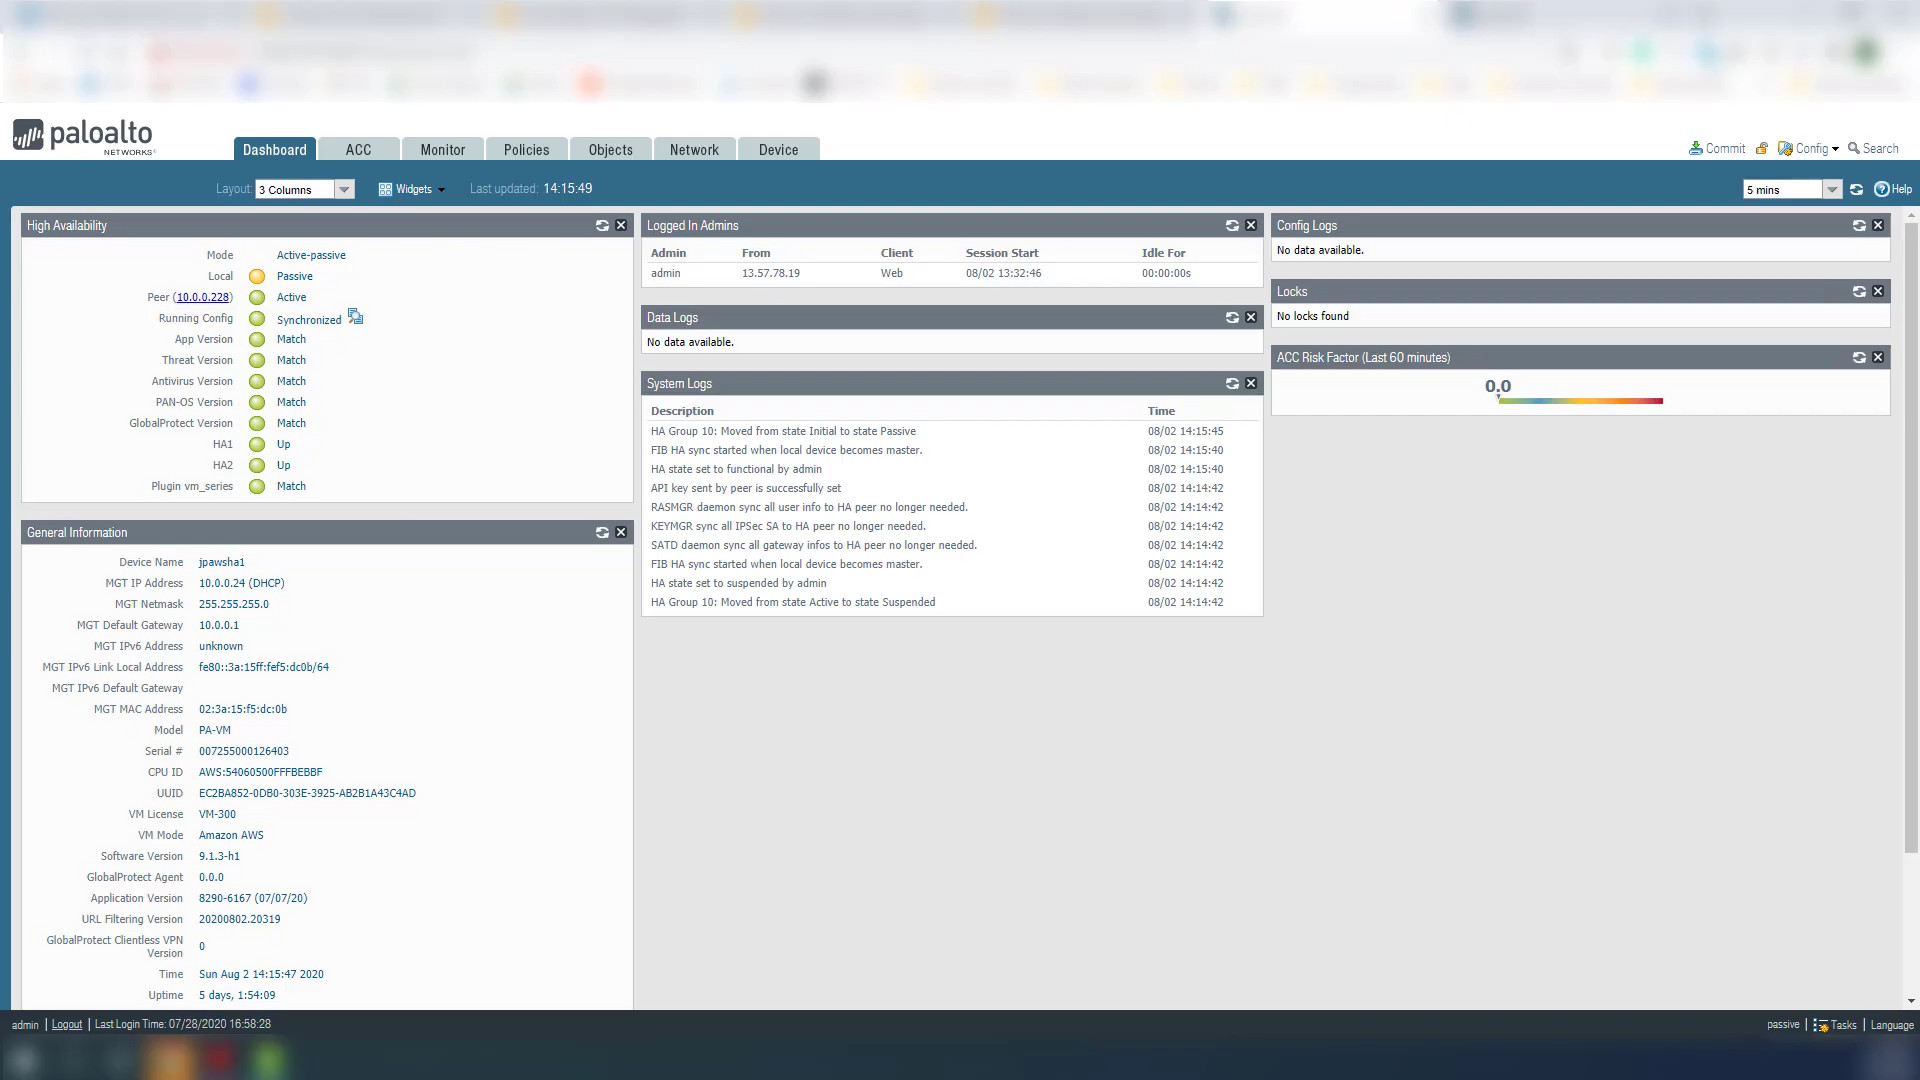 paloalto
NETWORKS®
Dashboard ACC Monitor Policies Objects Network Device
Commit Config Search
Layout: 3 Columns Widgets Last updated: 14:15:49 5 mins Help
High Availability
Mode Active-passive
Local Passive
Peer (10.0.0.228) Active
Running Config Synchronized
App Version Match
Threat Version Match
Antivirus Version Match
PAN-OS Version Match
GlobalProtect Version Match
HA1 Up
HA2 Up
Plugin vm_series Match
General Information
Device Name jpawsha1
MGT IP Address 10.0.0.24 (DHCP)
MGT Netmask 255.255.255.0
MGT Default Gateway 10.0.0.1
MGT IPv6 Address unknown
MGT IPv6 Link Local Address fe80::3a:15ff:fef5:dc0b/64
MGT IPv6 Default Gateway
MGT MAC Address 02:3a:15:f5:dc:0b
Model PA-VM
Serial # 007255000126403
CPU ID AWS:54060500FFFBEBBF
UUID EC2BA852-0DB0-303E-3925-AB2B1A43C4AD
VM License VM-300
VM Mode Amazon AWS
Software Version 9.1.3-h1
GlobalProtect Agent 0.0.0
Application Version 8290-6167 (07/07/20)
URL Filtering Version 20200802.20319
GlobalProtect Clientless VPN
Version 0
Time Sun Aug 2 14:15:47 2020
Uptime 5 days, 1:54:09
Logged In Admins
Admin From Client Session Start Idle For
admin 13.57.78.19 Web 08/02 13:32:46 00:00:00s
Data Logs
No data available.
System Logs
Description Time
HA Group 10: Moved from state Initial to state Passive 08/02 14:15:45
FIB HA sync started when local device becomes master. 08/02 14:15:40
HA state set to functional by admin 08/02 14:15:40
API key sent by peer is successfully set 08/02 14:14:42
RASMGR daemon sync all user info to HA peer no longer needed. 08/02 14:14:42
KEYMGR sync all IPSec SA to HA peer no longer needed. 08/02 14:14:42
SATD daemon sync all gateway infos to HA peer no longer needed. 08/02 14:14:42
FIB HA sync started when local device becomes master. 08/02 14:14:42
HA state set to suspended by admin 08/02 14:14:42
HA Group 10: Moved from state Active to state Suspended 08/02 14:14:42
Config Logs
No data available.
Locks
No locks found
ACC Risk Factor (Last 60 minutes)
0.0
admin | Logout | Last Login Time: 07/28/2020 16:58:28 passive | Tasks | Language